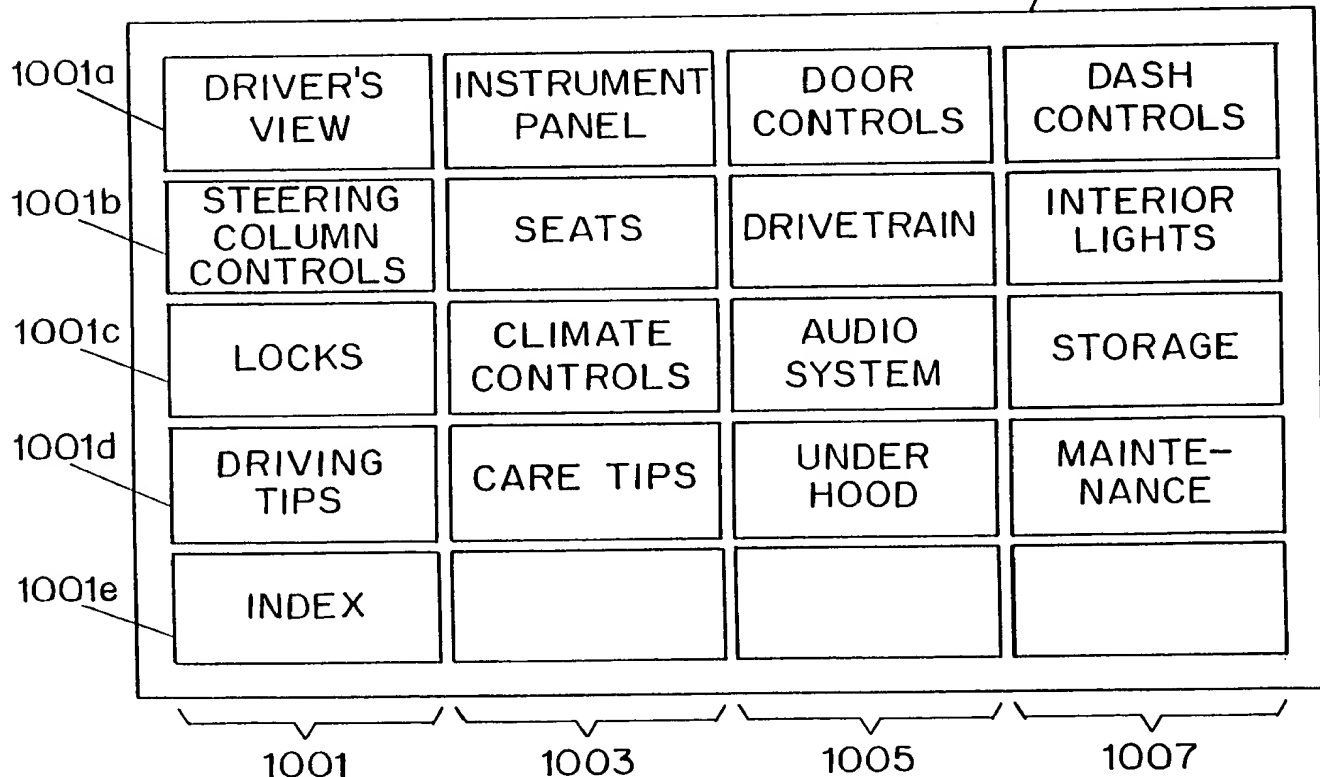 1001a
DRIVER'S
VIEW
INSTRUMENT
PANEL
DOOR
CONTROLS
DASH
CONTROLS
1001b
STEERING
COLUMN
CONTROLS
SEATS
DRIVETRAIN
INTERIOR
LIGHTS
1001c
LOCKS
CLIMATE
CONTROLS
AUDIO
SYSTEM
STORAGE
1001d
DRIVING
TIPS
CARE TIPS
UNDER
HOOD
MAINTE-
NANCE
1001e
INDEX
1001
1003
1005
1007